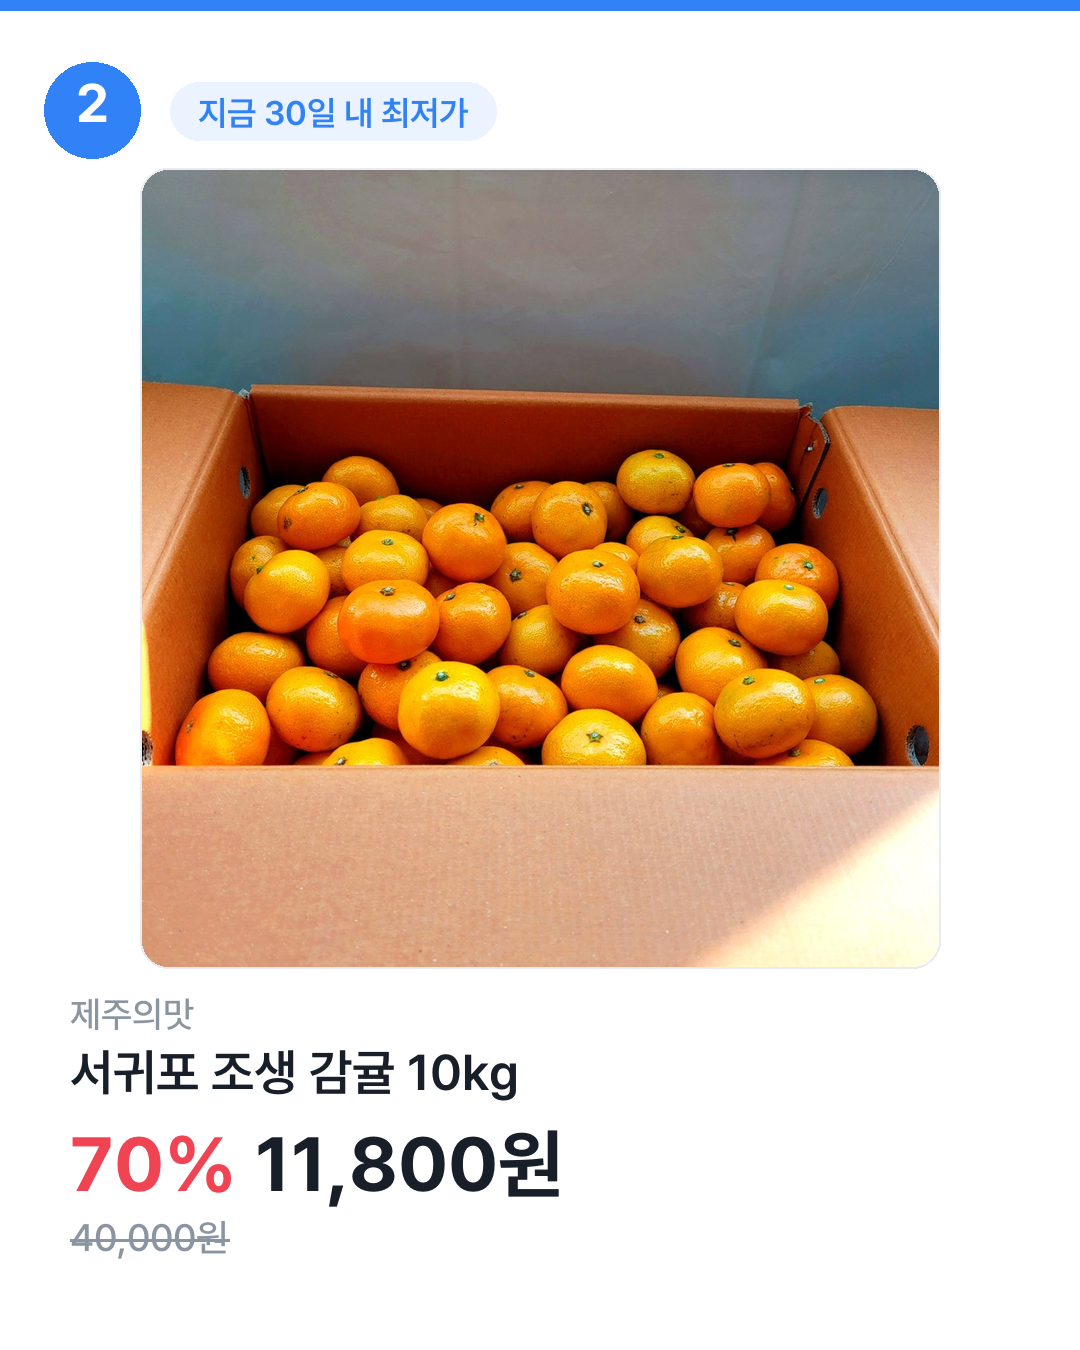 2
지금 30일 내 최저가
제주의맛
서귀포 조생 감귤 10kg
70% 11,800원
40,000원